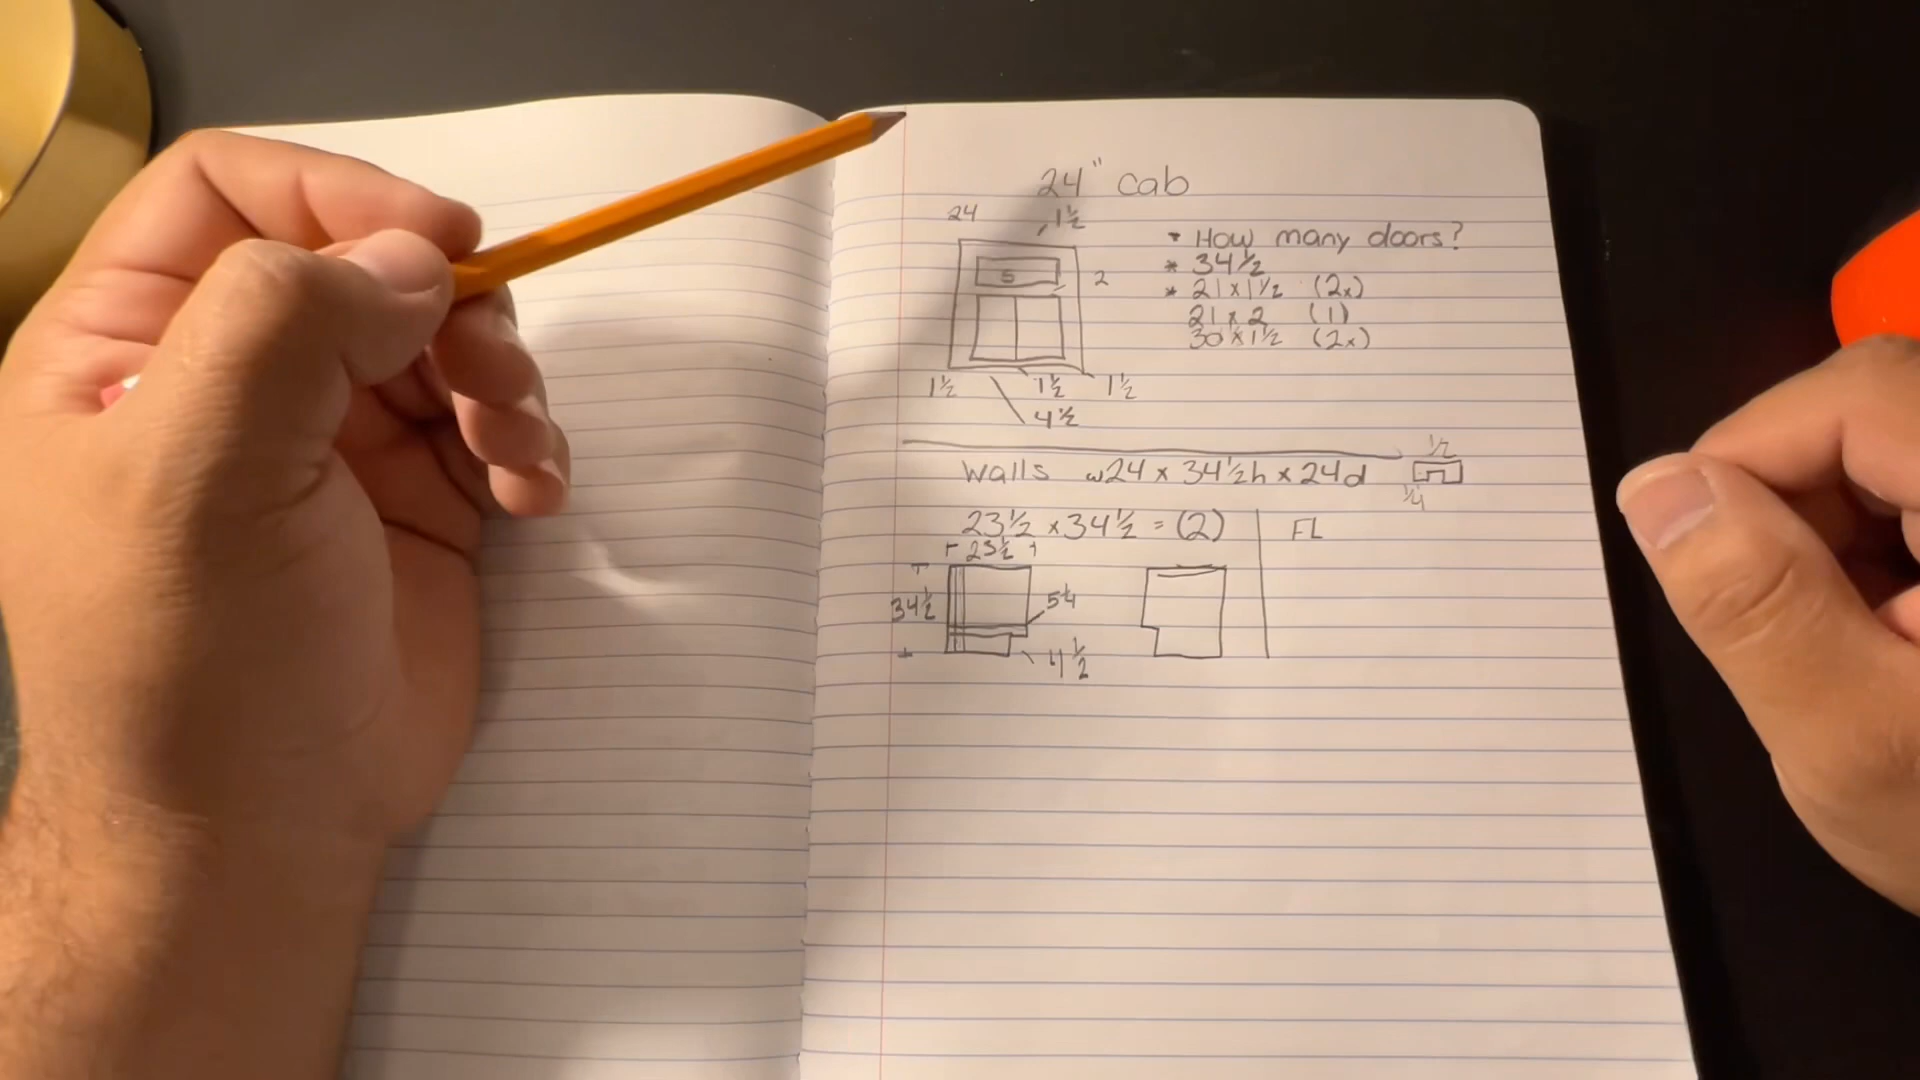 24" cab
24
1½
• How many doors?
* 34½
5
2
* 21 x 1½ (2x)
21 x 2 (1)
30 x 1½ (2x)
1½ 1½ 1½
4½
½
Walls w24 x 34½h x 24d
¼
23½ x 34½ = (2)
FL
23½
34½
5¼
4½